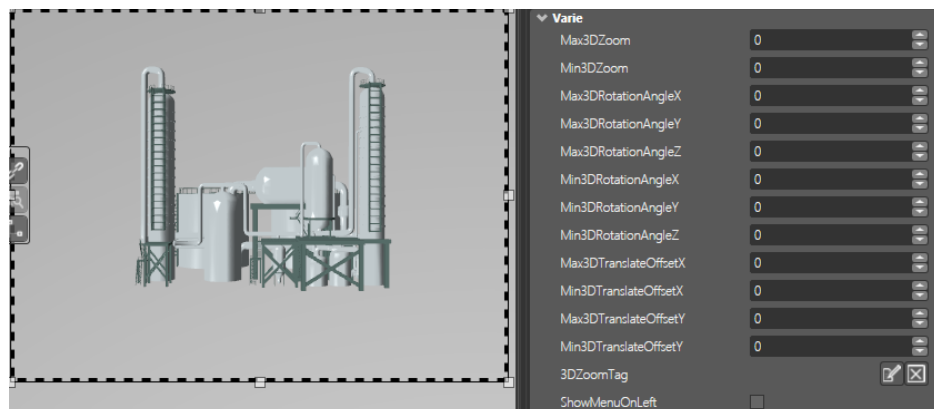 Varie
Max3DZoom 0
Min3DZoom 0
Max3DRotationAngleX 0
Max3DRotationAngleY 0
Max3DRotationAngleZ 0
Min3DRotationAngleX 0
Min3DRotationAngleY 0
Min3DRotationAngleZ 0
Max3DTranslateOffsetX 0
Min3DTranslateOffsetX 0
Max3DTranslateOffsetY 0
Min3DTranslateOffsetY 0
3DZoomTag
ShowMenuOnLeft